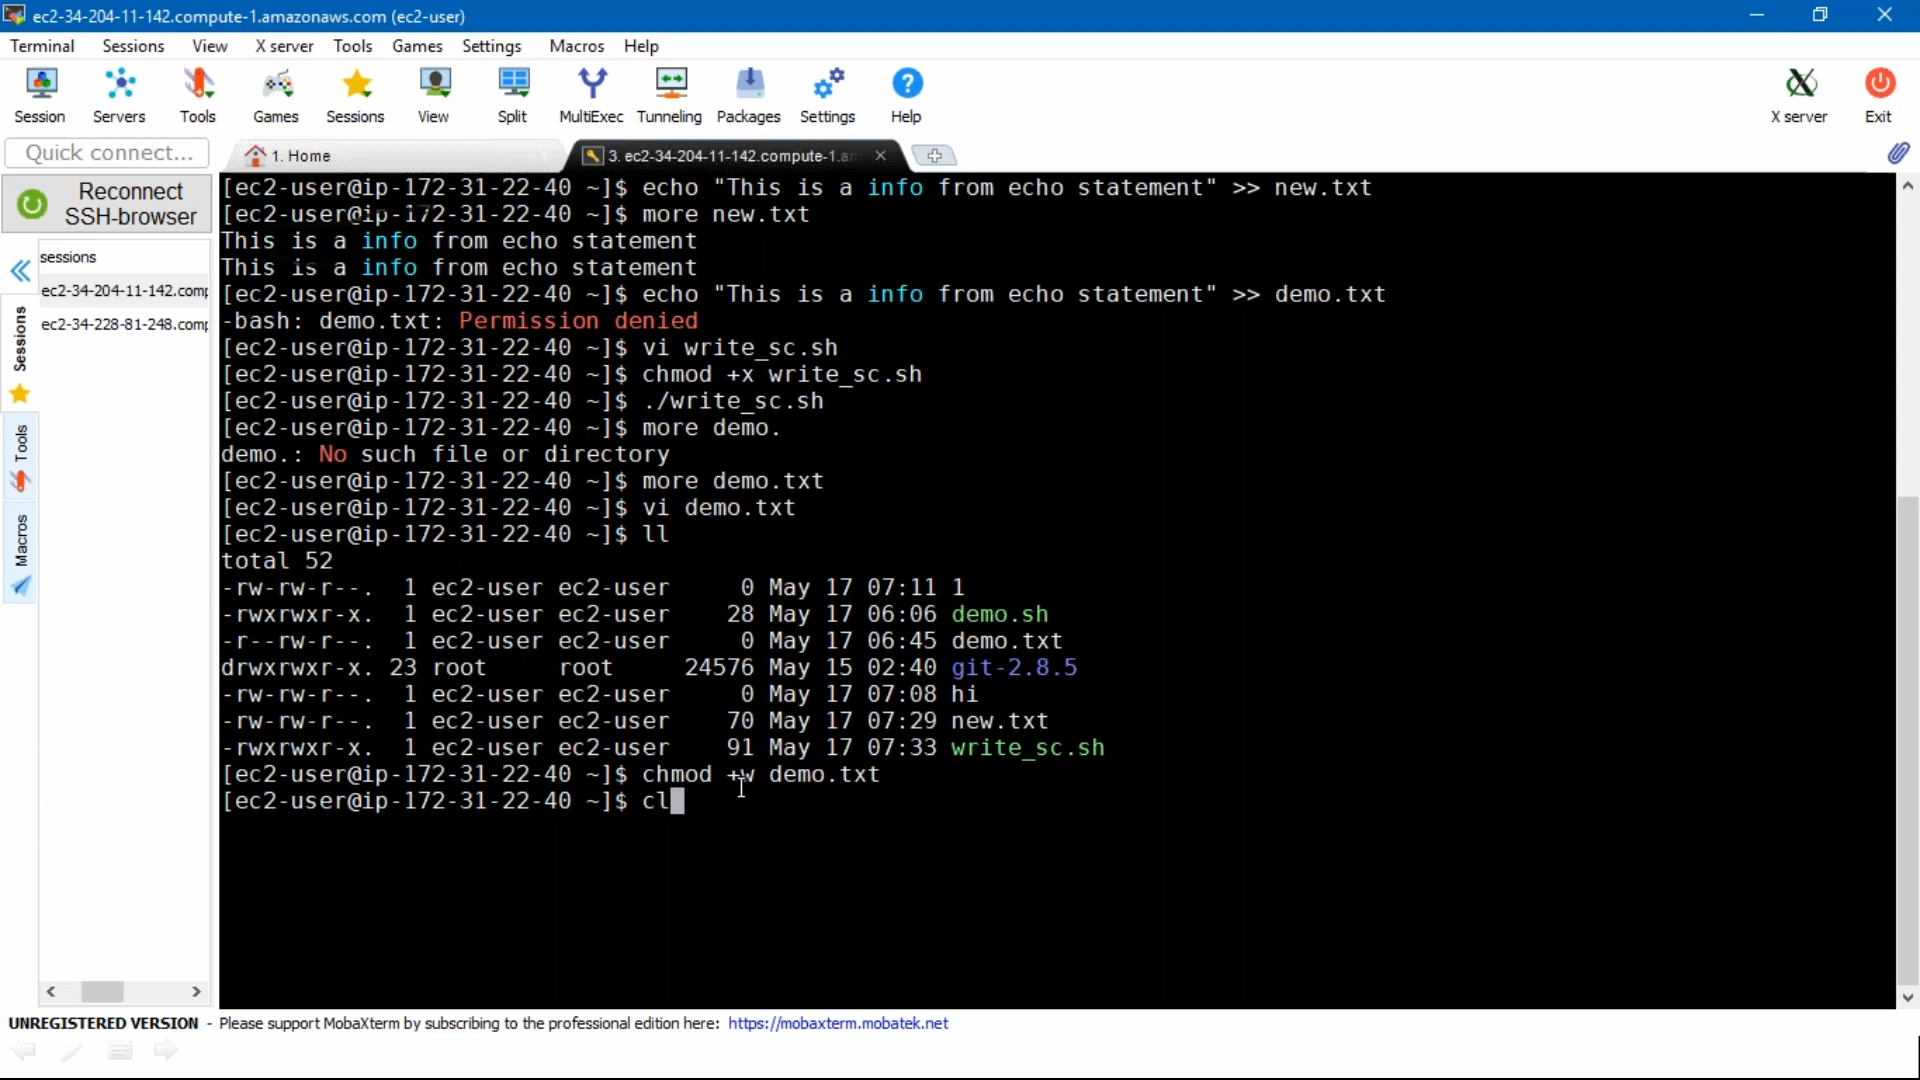 ec2-34-204-11-142.compute-1.amazonaws.com (ec2-user)
Terminal Sessions View X server Tools Games Settings Macros Help
Session Servers Tools Games Sessions View Split MultiExec Tunneling Packages Settings Help X server Exit
Quick connect...
1. Home
3. ec2-34-204-11-142.compute-1.am
Reconnect
SSH-browser
sessions
ec2-34-204-11-142.comp
ec2-34-228-81-248.comp
Sessions
Tools
Macros
[ec2-user@ip-172-31-22-40 ~]$ echo "This is a info from echo statement" >> new.txt
[ec2-user@ip-172-31-22-40 ~]$ more new.txt
This is a info from echo statement
This is a info from echo statement
[ec2-user@ip-172-31-22-40 ~]$ echo "This is a info from echo statement" >> demo.txt
-bash: demo.txt: Permission denied
[ec2-user@ip-172-31-22-40 ~]$ vi write_sc.sh
[ec2-user@ip-172-31-22-40 ~]$ chmod +x write_sc.sh
[ec2-user@ip-172-31-22-40 ~]$ ./write_sc.sh
[ec2-user@ip-172-31-22-40 ~]$ more demo.
demo.: No such file or directory
[ec2-user@ip-172-31-22-40 ~]$ more demo.txt
[ec2-user@ip-172-31-22-40 ~]$ vi demo.txt
[ec2-user@ip-172-31-22-40 ~]$ ll
total 52
-rw-rw-r--. 1 ec2-user ec2-user 0 May 17 07:11 1
-rwxrwxr-x. 1 ec2-user ec2-user 28 May 17 06:06 demo.sh
-r--rw-r--. 1 ec2-user ec2-user 0 May 17 06:45 demo.txt
drwxrwxr-x. 23 root root 24576 May 15 02:40 git-2.8.5
-rw-rw-r--. 1 ec2-user ec2-user 0 May 17 07:08 hi
-rw-rw-r--. 1 ec2-user ec2-user 70 May 17 07:29 new.txt
-rwxrwxr-x. 1 ec2-user ec2-user 91 May 17 07:33 write_sc.sh
[ec2-user@ip-172-31-22-40 ~]$ chmod +w demo.txt
[ec2-user@ip-172-31-22-40 ~]$ cl
UNREGISTERED VERSION - Please support MobaXterm by subscribing to the professional edition here: https://mobaxterm.mobatek.net